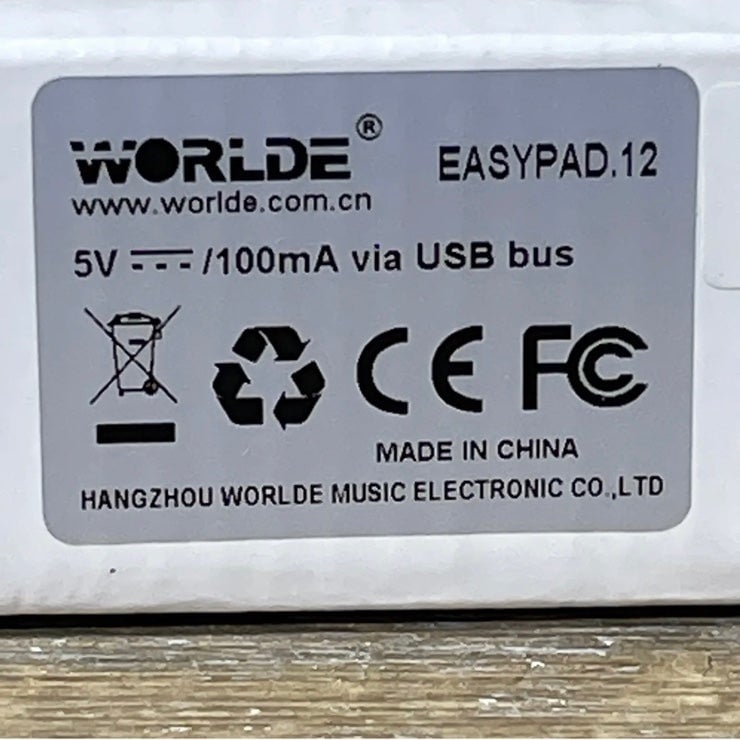 WORLDE®
EASYPAD.12
www.worlde.com.cn
5V ⎓ /100mA via USB bus
CE FC
MADE IN CHINA
HANGZHOU WORLDE MUSIC ELECTRONIC CO.,LTD